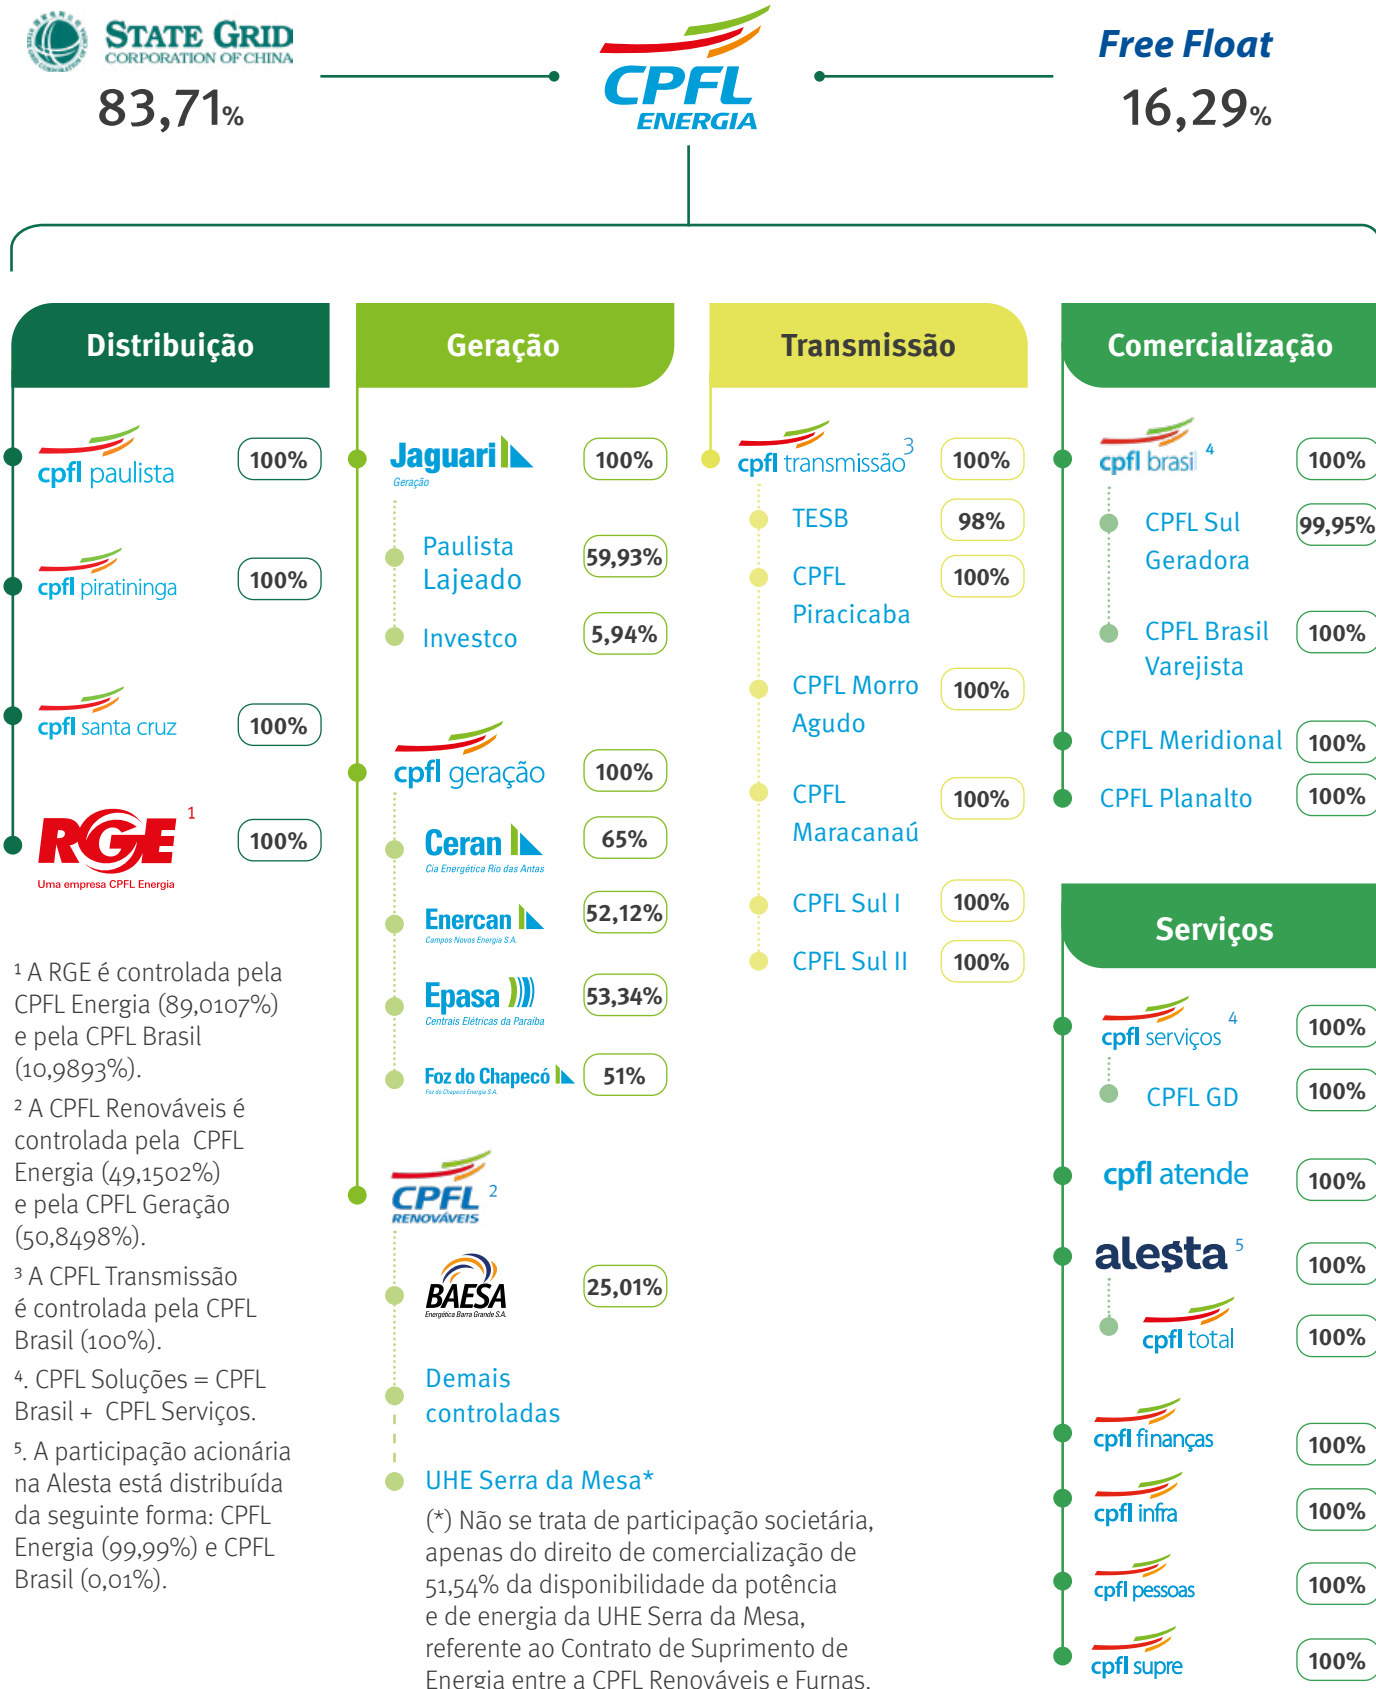 STATE GRID
CORPORATION OF CHINA
83,71%
CPFL
ENERGIA
Free Float
16,29%
Distribuição
cpfl paulista
100%
cpfl piratininga
100%
cpfl santa cruz
100%
RGE 1
Uma empresa CPFL Energia
100%
¹ A RGE é controlada pela
CPFL Energia (89,0107%)
e pela CPFL Brasil
(10,9893%).
² A CPFL Renováveis é
controlada pela CPFL
Energia (49,1502%)
e pela CPFL Geração
(50,8498%).
³ A CPFL Transmissão
é controlada pela CPFL
Brasil (100%).
⁴. CPFL Soluções = CPFL
Brasil + CPFL Serviços.
⁵. A participação acionária
na Alesta está distribuída
da seguinte forma: CPFL
Energia (99,99%) e CPFL
Brasil (0,01%).
Geração
Jaguari
Geração
100%
Paulista
Lajeado
59,93%
Investco
5,94%
cpfl geração
100%
Ceran
Cia Energética Rio das Antas
65%
Enercan
Campos Novos Energia S.A.
52,12%
Epasa
Centrais Elétricas da Paraíba
53,34%
Foz do Chapecó
Foz do Chapecó Energia S.A.
51%
CPFL 2
RENOVÁVEIS
BAESA
Energética Barra Grande S.A.
25,01%
Demais
controladas
UHE Serra da Mesa*
(*) Não se trata de participação societária,
apenas do direito de comercialização de
51,54% da disponibilidade da potência
e de energia da UHE Serra da Mesa,
referente ao Contrato de Suprimento de
Energia entre a CPFL Renováveis e Furnas.
Transmissão
cpfl transmissão 3
100%
TESB
98%
CPFL
Piracicaba
100%
CPFL Morro
Agudo
100%
CPFL
Maracanaú
100%
CPFL Sul I
100%
CPFL Sul II
100%
Comercialização
cpfl brasil 4
100%
CPFL Sul
Geradora
99,95%
CPFL Brasil
Varejista
100%
CPFL Meridional
100%
CPFL Planalto
100%
Serviços
cpfl serviços 4
100%
CPFL GD
100%
cpfl atende
100%
alesta 5
100%
cpfl total
100%
cpfl finanças
100%
cpfl infra
100%
cpfl pessoas
100%
cpfl supre
100%